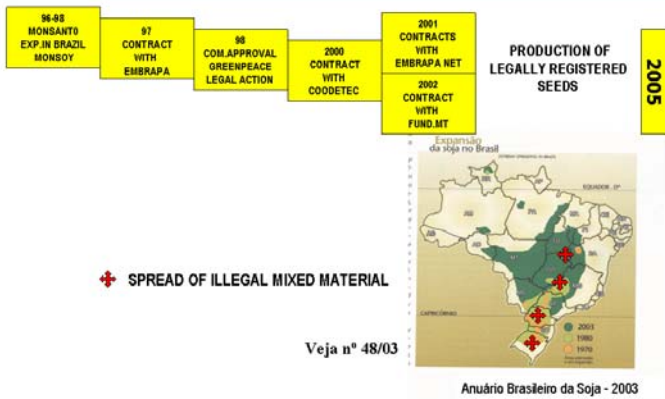 96-98
MONSANTO
EXP.IN BRAZIL
MONSOY
97
CONTRACT
WITH
EMBRAPA
98
COM.APPROVAL
GREENPEACE
LEGAL ACTION
2000
CONTRACT
WITH
COODETEC
2001
CONTRACTS
WITH
EMBRAPA NET
2002
CONTRACT
WITH
FUND.MT
PRODUCTION OF
LEGALLY REGISTERED
SEEDS
2005
Expansão
da soja no Brasil
EQUADOR - 0º
SPREAD OF ILLEGAL MIXED MATERIAL
CAPRICÓRNIO
Veja nº 48/03
2003
1980
1970
Anuário Brasileiro da Soja - 2003